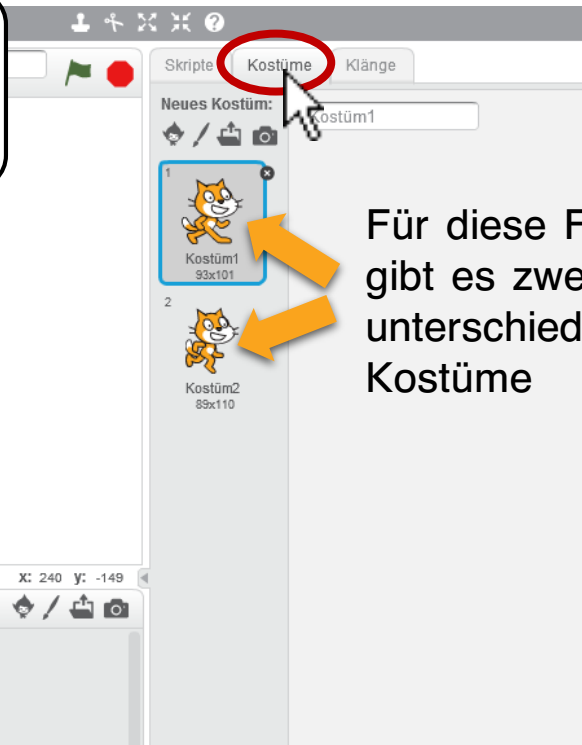 Skripte Kostüme Klänge
Neues Kostüm:
Kostüm1
1
Kostüm1
93x101
2
Kostüm2
89x110
Für diese F
gibt es zwe
unterschied
Kostüme
x: 240 y: -149